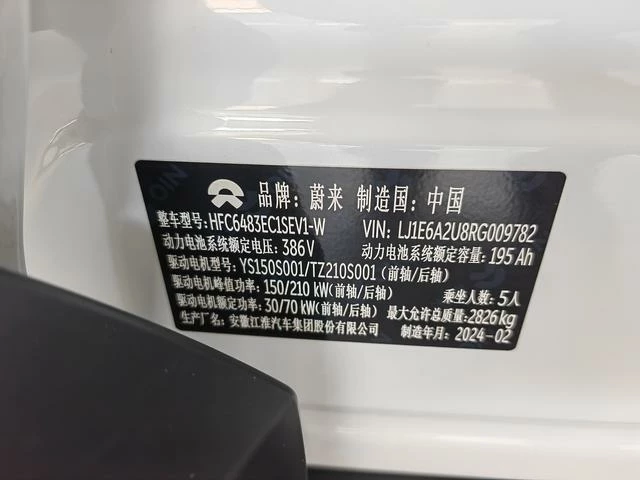 品牌：蔚来 制造国：中国
整车型号：HFC6483EC1SEV1-W VIN: LJ1E6A2U8RG009782
动力电池系统额定电压：386V 动力电池系统额定容量：195Ah
驱动电机型号：YS150S001/TZ210S001（前轴/后轴）
驱动电机峰值功率：150/210 kW（前轴/后轴） 乘坐人数：5人
驱动电机额定功率：30/70 kW（前轴/后轴） 最大允许总质量：2826kg
生产厂名：安徽江淮汽车集团股份有限公司 制造年月：2024-02